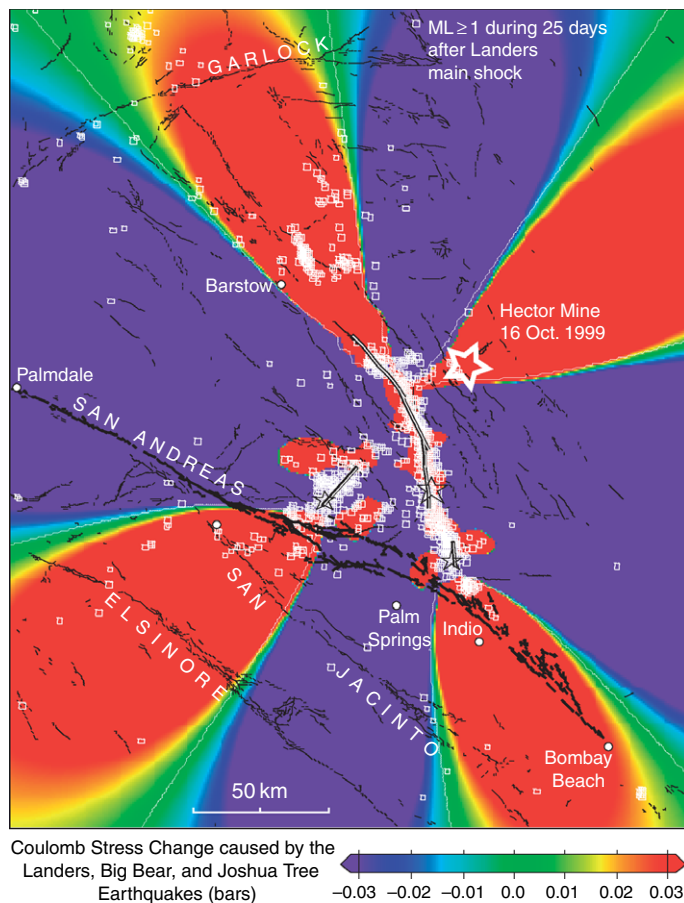 ML ≥ 1 during 25 days
after Landers
main shock
GARLOCK
Barstow
Hector Mine
16 Oct. 1999
Palmdale
SAN ANDREAS
SAN
JACINTO
ELSINORE
Palm
Springs
Indio
Bombay
Beach
50 km
Coulomb Stress Change caused by the
Landers, Big Bear, and Joshua Tree
Earthquakes (bars)
−0.03 −0.02 −0.01 0.0 0.01 0.02 0.03